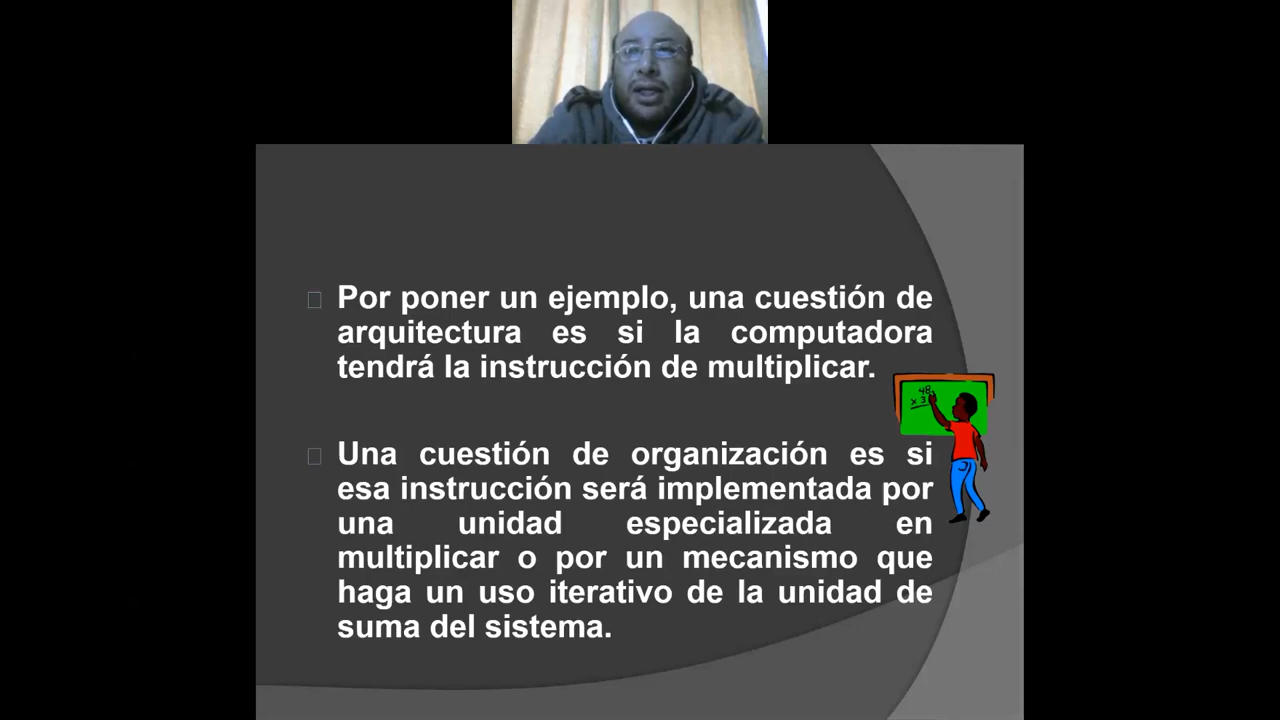 Por poner un ejemplo, una cuestión de
arquitectura es si la computadora
tendrá la instrucción de multiplicar.
48
x 3
Una cuestión de organización es si
esa instrucción será implementada por
una unidad especializada en
multiplicar o por un mecanismo que
haga un uso iterativo de la unidad de
suma del sistema.